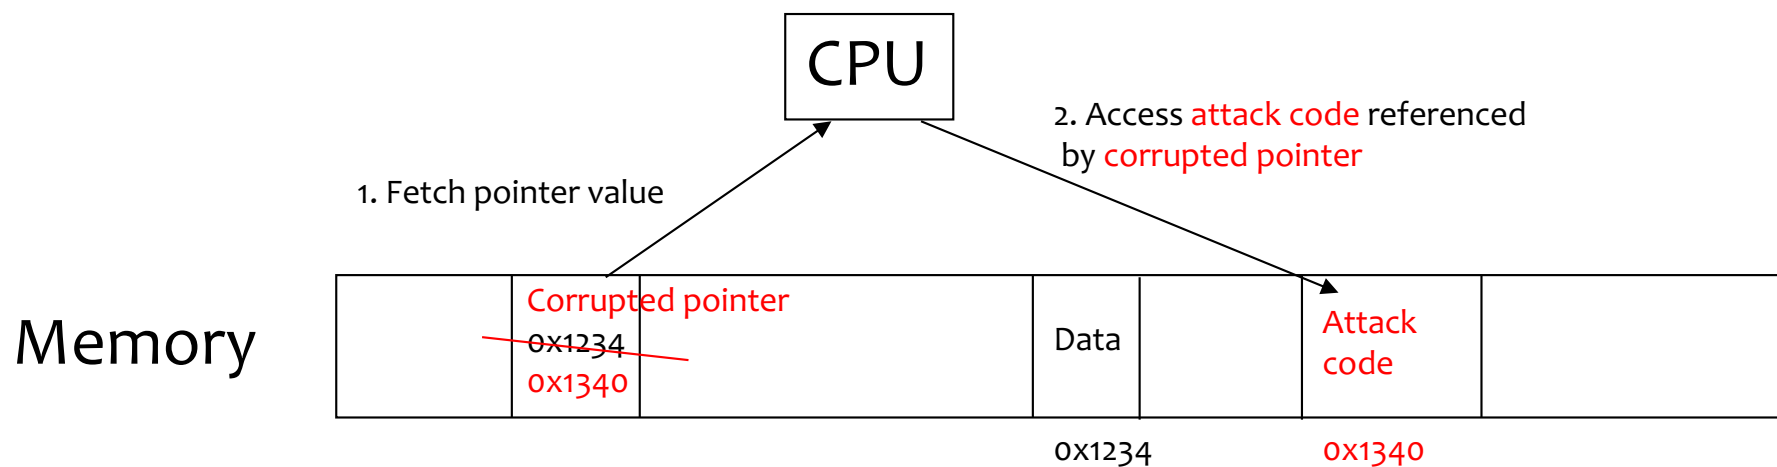 CPU
2. Access attack code referenced
by corrupted pointer
1. Fetch pointer value
Memory
Corrupted pointer
0x1234
0x1340
Data
Attack
code
0x1234
0x1340